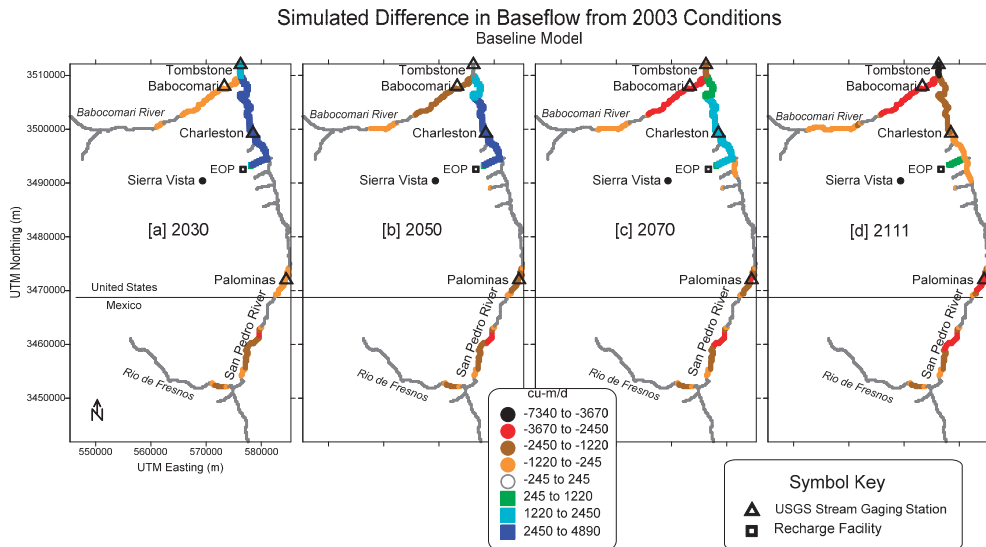 Simulated Difference in Baseflow from 2003 Conditions
Baseline Model
UTM Northing (m)
3510000
3500000
3490000
3480000
3470000
3460000
3450000
550000 560000 570000 580000
UTM Easting (m)
Tombstone
Babocomari
Babocomari River
Charleston
EOP
Sierra Vista
[a] 2030
Palominas
United States
Mexico
San Pedro River
Rio de Fresnos
N
Tombstone
Babocomari
Babocomari River
Charleston
EOP
Sierra Vista
[b] 2050
Palominas
San Pedro River
Rio de Fresnos
Tombstone
Babocomari
Babocomari River
Charleston
EOP
Sierra Vista
[c] 2070
Palominas
San Pedro River
Rio de Fresnos
Tombstone
Babocomari
Babocomari River
Charleston
EOP
Sierra Vista
[d] 2111
Palominas
San Pedro River
Rio de Fresnos
cu-m/d
-7340 to -3670
-3670 to -2450
-2450 to -1220
-1220 to -245
-245 to 245
245 to 1220
1220 to 2450
2450 to 4890
Symbol Key
USGS Stream Gaging Station
Recharge Facility